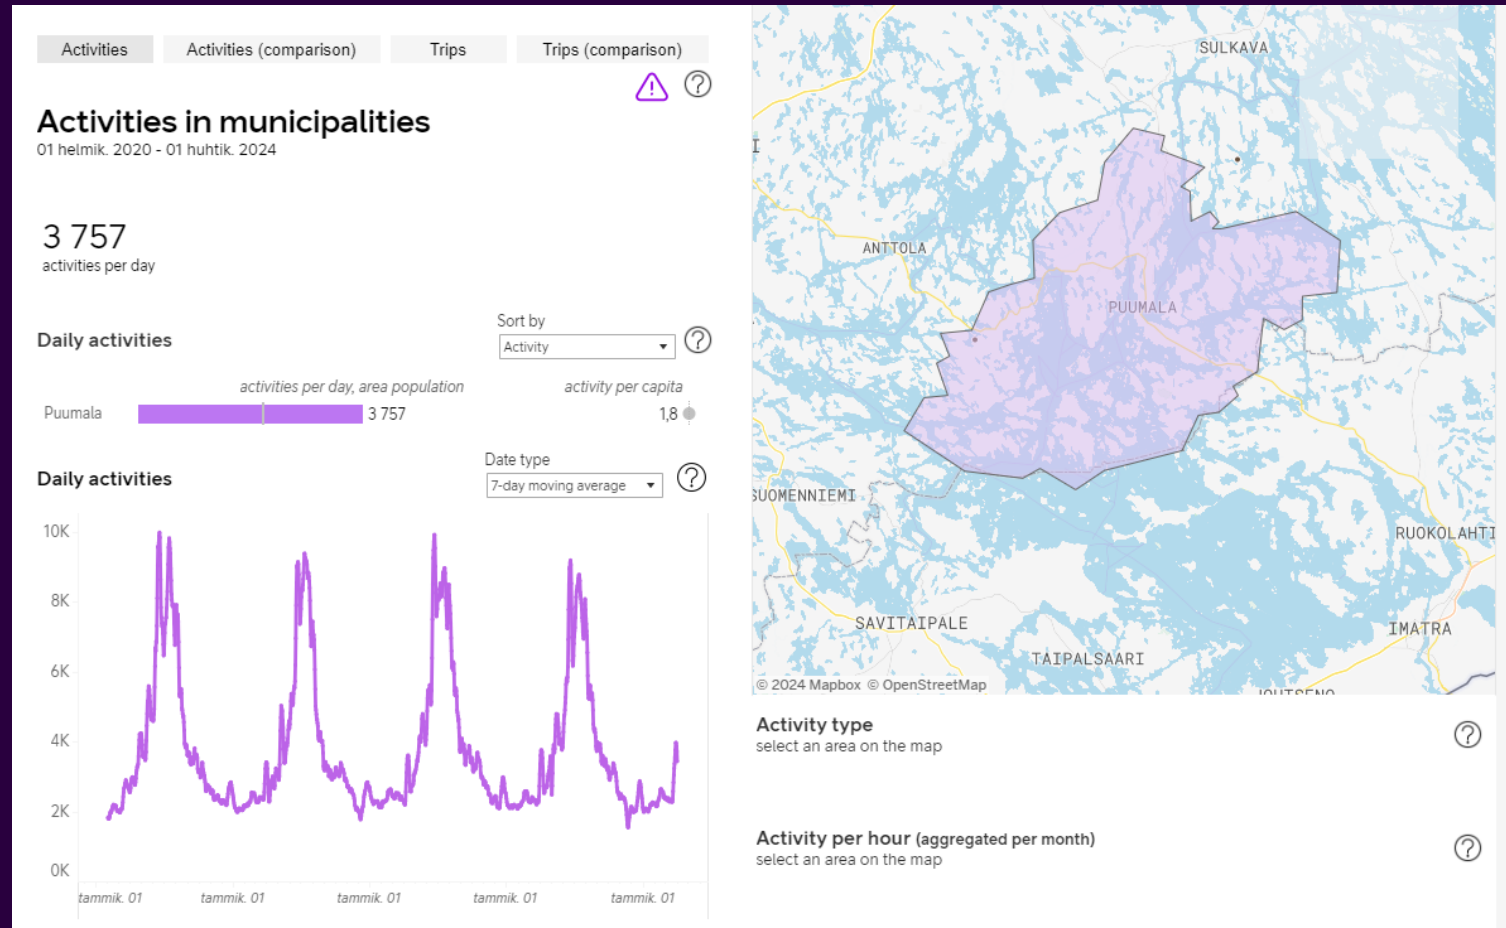 Activities
Activities (comparison)
Trips
Trips (comparison)
Activities in municipalities
01 helmik. 2020 - 01 huhtik. 2024
3 757
activities per day
Sort by
Daily activities
Activity
activities per day, area population
activity per capita
Puumala
3 757
1,8
Date type
Daily activities
7-day moving average
10K
8K
6K
4K
2K
0K
tammik. 01
tammik. 01
tammik. 01
tammik. 01
tammik. 01
SULKAVA
ANTTOLA
PUUMALA
SUOMENNIEMI
RUOKOLAHTI
SAVITAIPALE
IMATRA
TAIPALSAARI
© 2024 Mapbox © OpenStreetMap
JOUTSENO
Activity type
select an area on the map
Activity per hour (aggregated per month)
select an area on the map